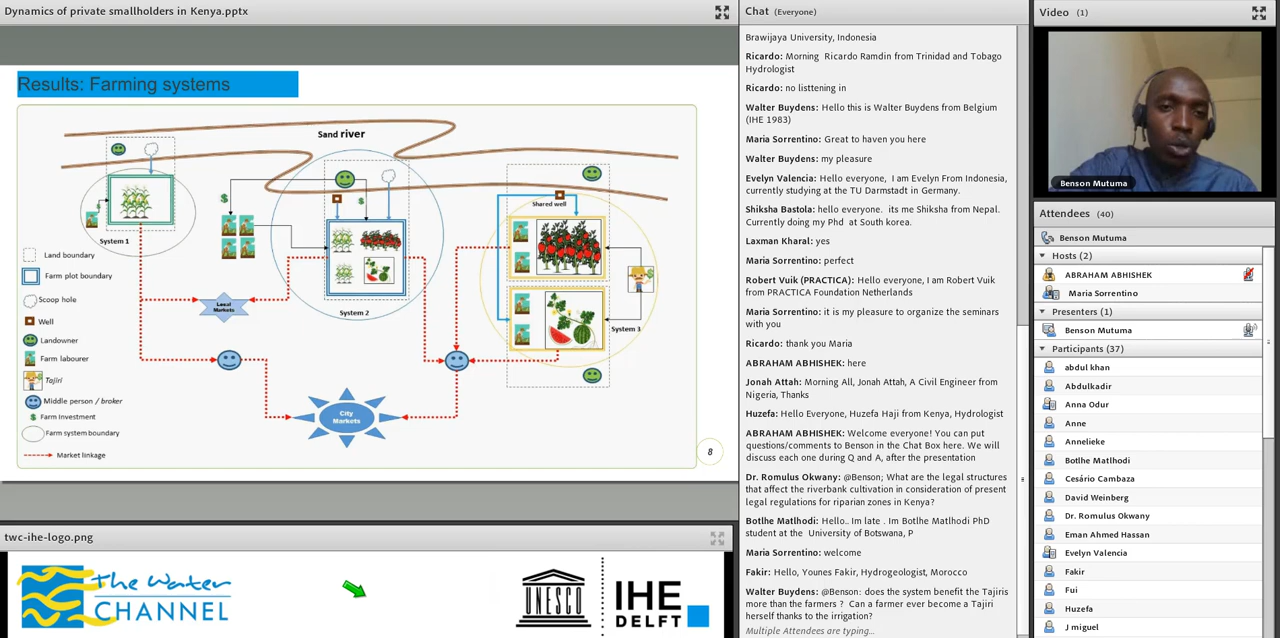 Dynamics of private smallholders in Kenya.pptx
Results: Farming systems
Sand river
System 1
$
$
Shared well
Local
Markets
System 2
System 3
City
Markets
Land boundary
Farm plot boundary
Scoop hole
Well
Landowner
Farm labourer
Tajiri
Middle person / broker
$ Farm Investment
Farm system boundary
Market linkage
8
twc-ihe-logo.png
The Water
CHANNEL
UNESCO
IHE
DELFT
Chat (Everyone)
Brawijaya University, Indonesia
Ricardo: Morning Ricardo Ramdin from Trinidad and Tobago
Hydrologist
Ricardo: no listtening in
Walter Buydens: Hello this is Walter Buydens from Belgium
(IHE 1983)
Maria Sorrentino: Great to haven you here
Walter Buydens: my pleasure
Evelyn Valencia: Hello everyone, I am Evelyn From Indonesia,
currently studying at the TU Darmstadt in Germany.
Shiksha Bastola: hello everyone. its me Shiksha from Nepal.
Currently doing my Phd at South korea.
Laxman Kharal: yes
Maria Sorrentino: perfect
Robert Vuik (PRACTICA): Hello everyone, I am Robert Vuik
from PRACTICA Foundation Netherlands
Maria Sorrentino: it is my pleasure to organize the seminars
with you
Ricardo: thank you Maria
ABRAHAM ABHISHEK: here
Jonah Attah: Morning All, Jonah Attah, A Civil Engineer from
Nigeria, Thanks
Huzefa: Hello Everyone, Huzefa Haji from Kenya, Hydrologist
ABRAHAM ABHISHEK: Welcome everyone! You can put
questions/comments to Benson in the Chat Box here. We will
discuss each one during Q and A, after the presentation
Dr. Romulus Okwany: @Benson; What are the legal structures
that affect the riverbank cultivation in consideration of present
legal regulations for riparian zones in Kenya?
Botlhe Matlhodi: Hello.. Im late . Im Botlhe Matlhodi PhD
student at the University of Botswana, P
Maria Sorrentino: welcome
Fakir: Hello, Younes Fakir, Hydrogeologist, Morocco
Walter Buydens: @Benson: does the system benefit the Tajiris
more than the farmers ? Can a farmer ever become a Tajiri
herself thanks to the irrigation?
Multiple Attendees are typing...
Video (1)
Benson Mutuma
Attendees (40)
Benson Mutuma
Hosts (2)
ABRAHAM ABHISHEK
Maria Sorrentino
Presenters (1)
Benson Mutuma
Participants (37)
abdul khan
Abdulkadir
Anna Odur
Anne
Annelieke
Botlhe Matlhodi
Cesário Cambaza
David Weinberg
Dr. Romulus Okwany
Eman Ahmed Hassan
Evelyn Valencia
Fakir
Fui
Huzefa
J miguel